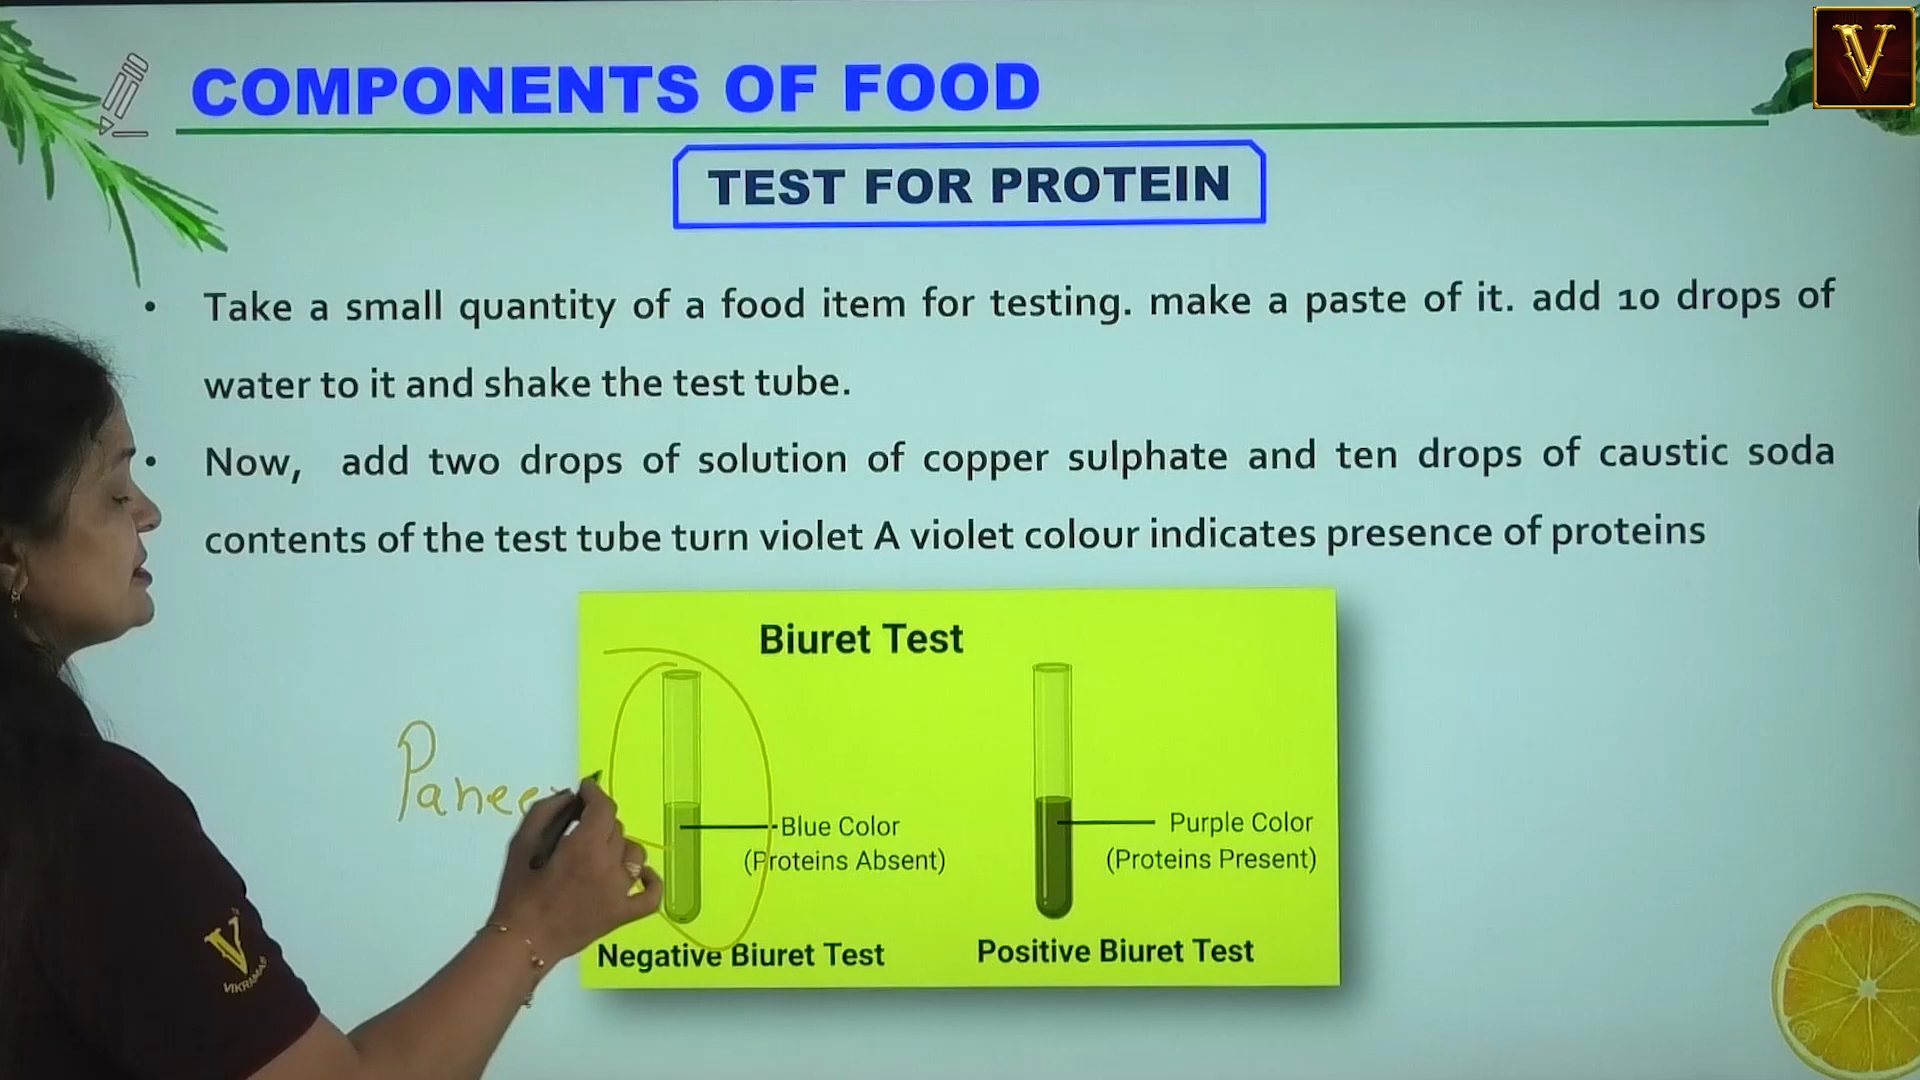 V
COMPONENTS OF FOOD
TEST FOR PROTEIN
• Take a small quantity of a food item for testing. make a paste of it. add 10 drops of
water to it and shake the test tube.
• Now, add two drops of solution of copper sulphate and ten drops of caustic soda
contents of the test tube turn violet A violet colour indicates presence of proteins
Biuret Test
Paneer
Blue Color
(Proteins Absent)
Purple Color
(Proteins Present)
Negative Biuret Test
Positive Biuret Test
V
VIKRAMAS